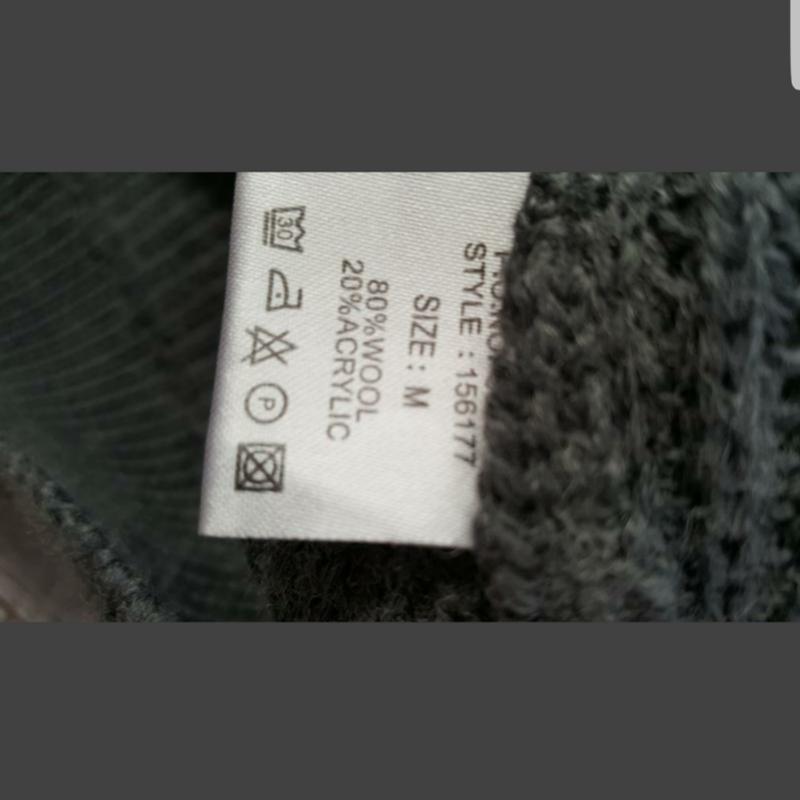 STYLE : 156177
SIZE : M
80%WOOL
20%ACRYLIC
30
P